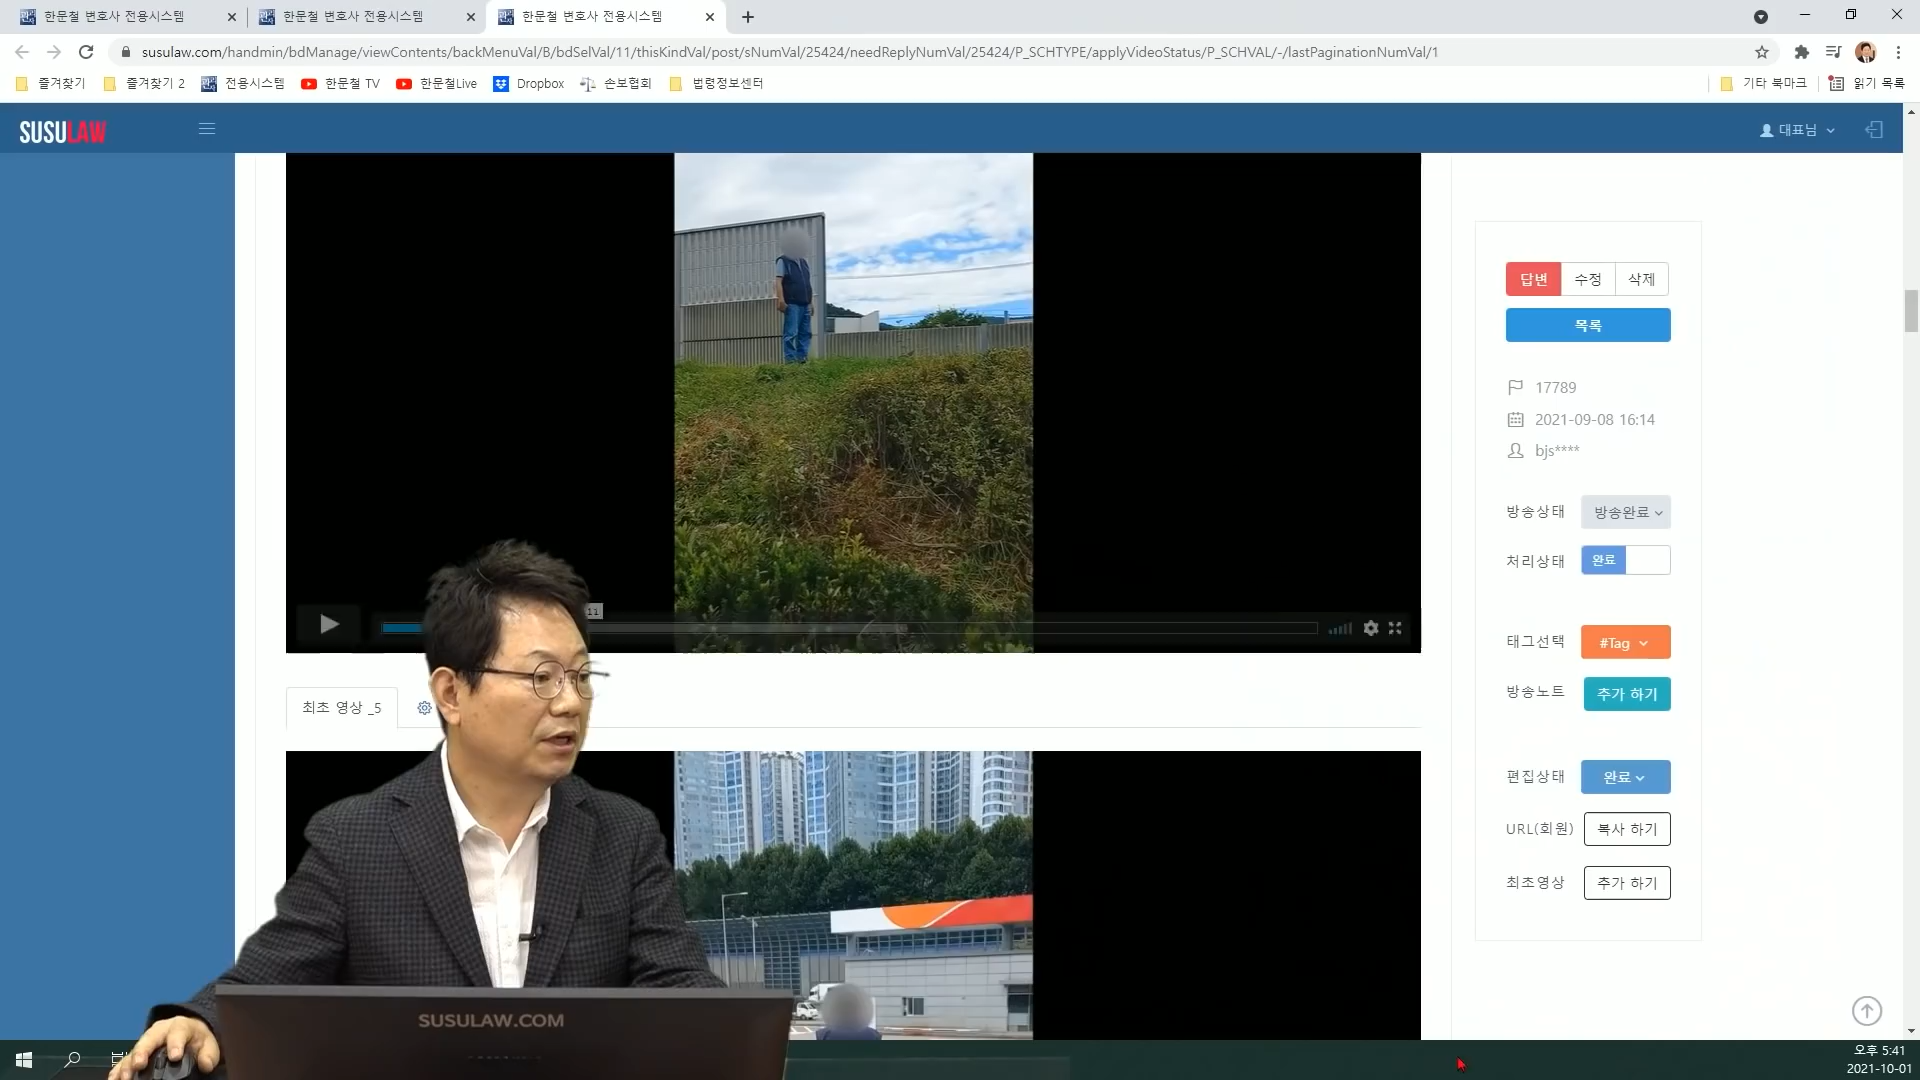 한문철 변호사 전용시스템
한문철 변호사 전용시스템
한문철 변호사 전용시스템
susulaw.com/handmin/bdManage/viewContents/backMenuVal/B/bdSelVal/11/thisKindVal/post/sNumVal/25424/needReplyNumVal/25424/P_SCHTYPE/applyVideoStatus/P_SCHVAL/-/lastPaginationNumVal/1
즐겨찾기
즐겨찾기 2
전용시스템
한문철 TV
한문철Live
Dropbox
손보협회
법령정보센터
기타 북마크
읽기 목록
SUSULAW
대표님
답변
수정
삭제
목록
17789
2021-09-08 16:14
bjs****
방송상태
방송완료
처리상태
완료
11
태그선택
#Tag
방송노트
추가 하기
최초 영상 _5
편집상태
완료
URL(회원)
복사 하기
최초영상
추가 하기
SUSULAW.COM
오후 5:41
2021-10-01